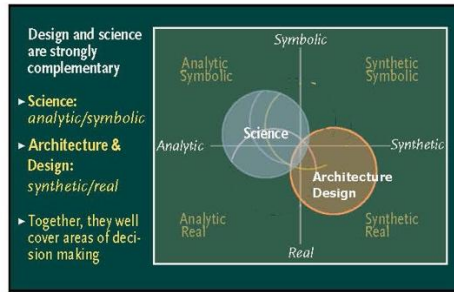 Design and science
are strongly
complementary
▸ Science:
analytic/symbolic
▸ Architecture &
Design:
synthetic/real
▸ Together, they well
cover areas of deci-
sion making
Symbolic
Analytic
Symbolic
Synthetic
Symbolic
Science
Analytic
Synthetic
Architecture
Design
Analytic
Real
Synthetic
Real
Real